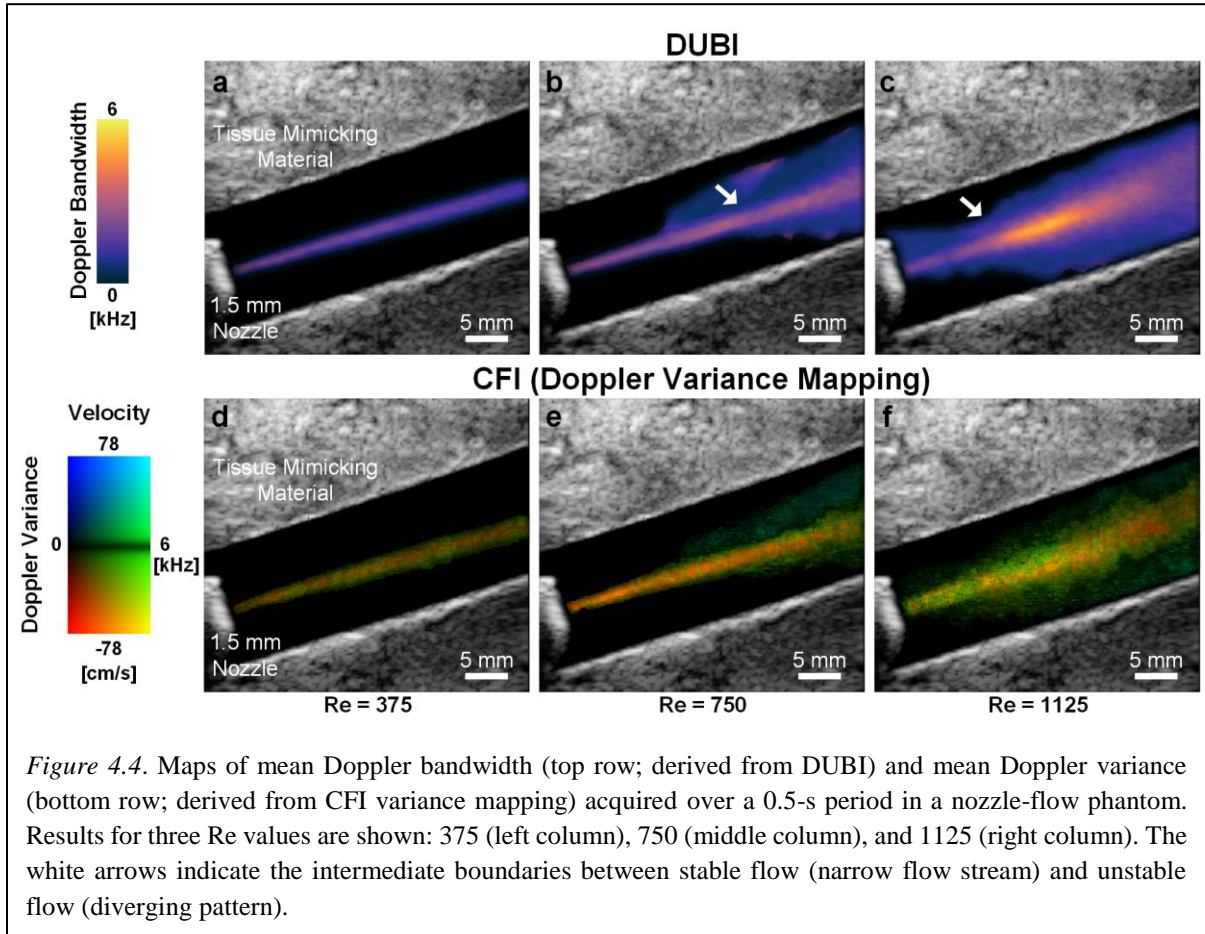 DUBI
a
b
c
6
Doppler Bandwidth
0
[kHz]
Tissue Mimicking
Material
1.5 mm
Nozzle
5 mm
5 mm
5 mm
CFI (Doppler Variance Mapping)
d
e
f
Velocity
78
Doppler Variance
0
6
[kHz]
-78
[cm/s]
Tissue Mimicking
Material
1.5 mm
Nozzle
5 mm
5 mm
5 mm
Re = 375
Re = 750
Re = 1125
Figure 4.4. Maps of mean Doppler bandwidth (top row; derived from DUBI) and mean Doppler variance
(bottom row; derived from CFI variance mapping) acquired over a 0.5-s period in a nozzle-flow phantom.
Results for three Re values are shown: 375 (left column), 750 (middle column), and 1125 (right column). The
white arrows indicate the intermediate boundaries between stable flow (narrow flow stream) and unstable
flow (diverging pattern).